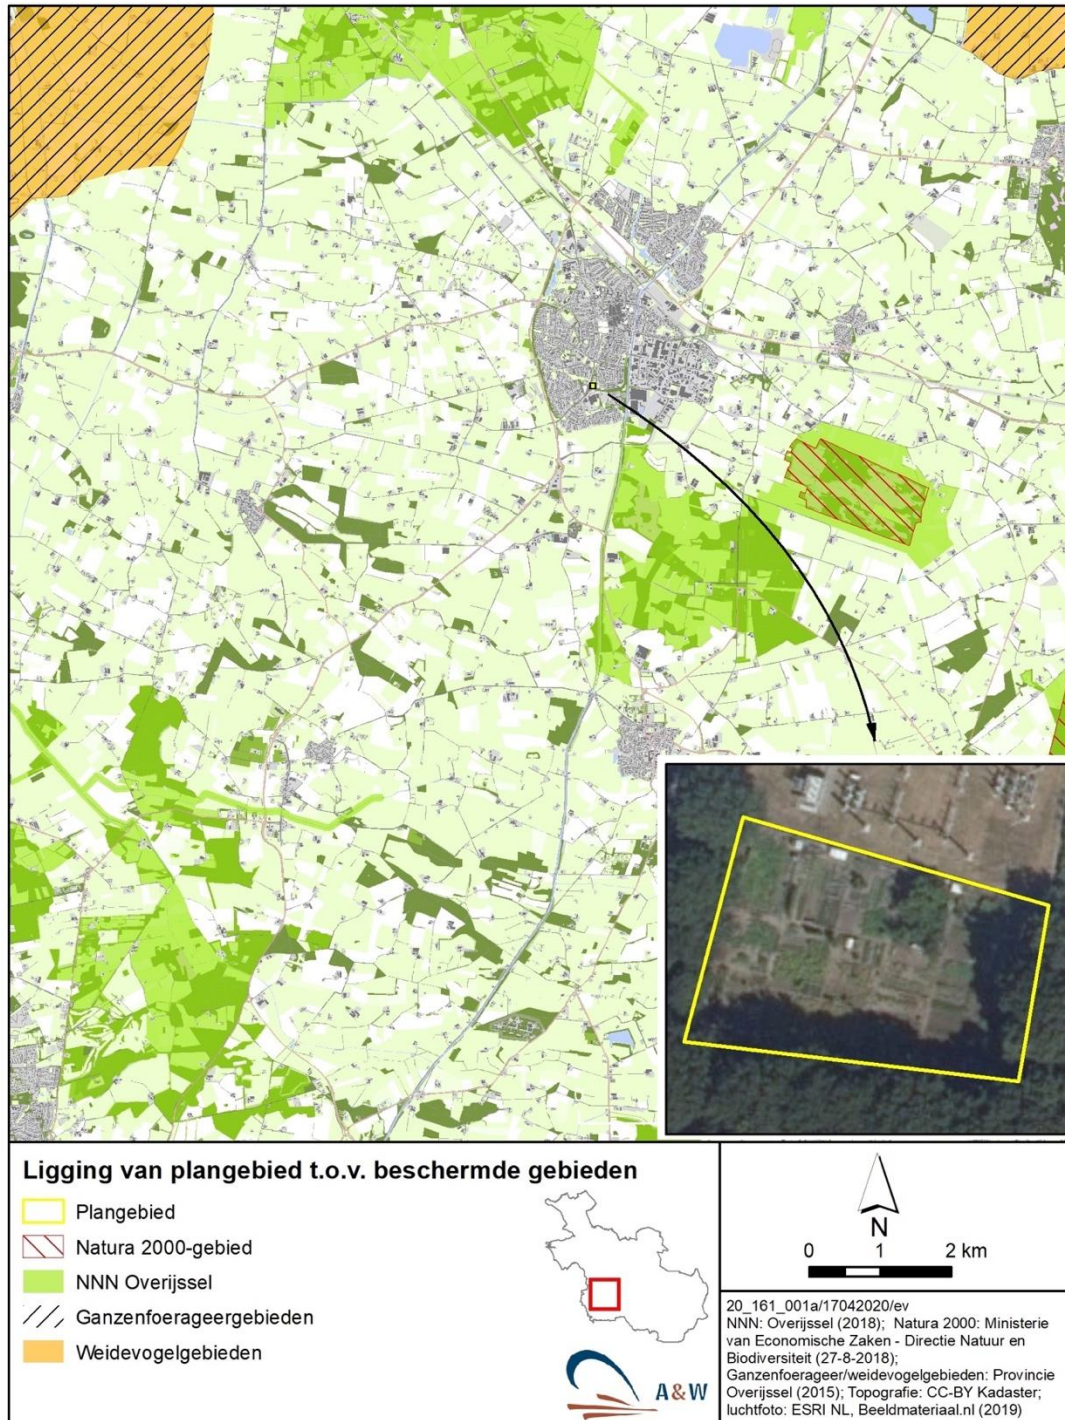 Ligging van plangebied t.o.v. beschermde gebieden
Plangebied
Natura 2000-gebied
NNN Overijssel
Ganzenfoerageergebieden
Weidevogelgebieden
A&W
N
0 1 2 km
20_161_001a/17042020/ev
NNN: Overijssel (2018); Natura 2000: Ministerie
van Economische Zaken - Directie Natuur en
Biodiversiteit (27-8-2018);
Ganzenfoerageer/weidevogelgebieden: Provincie
Overijssel (2015); Topografie: CC-BY Kadaster;
luchtfoto: ESRI NL, Beeldmateriaal.nl (2019)